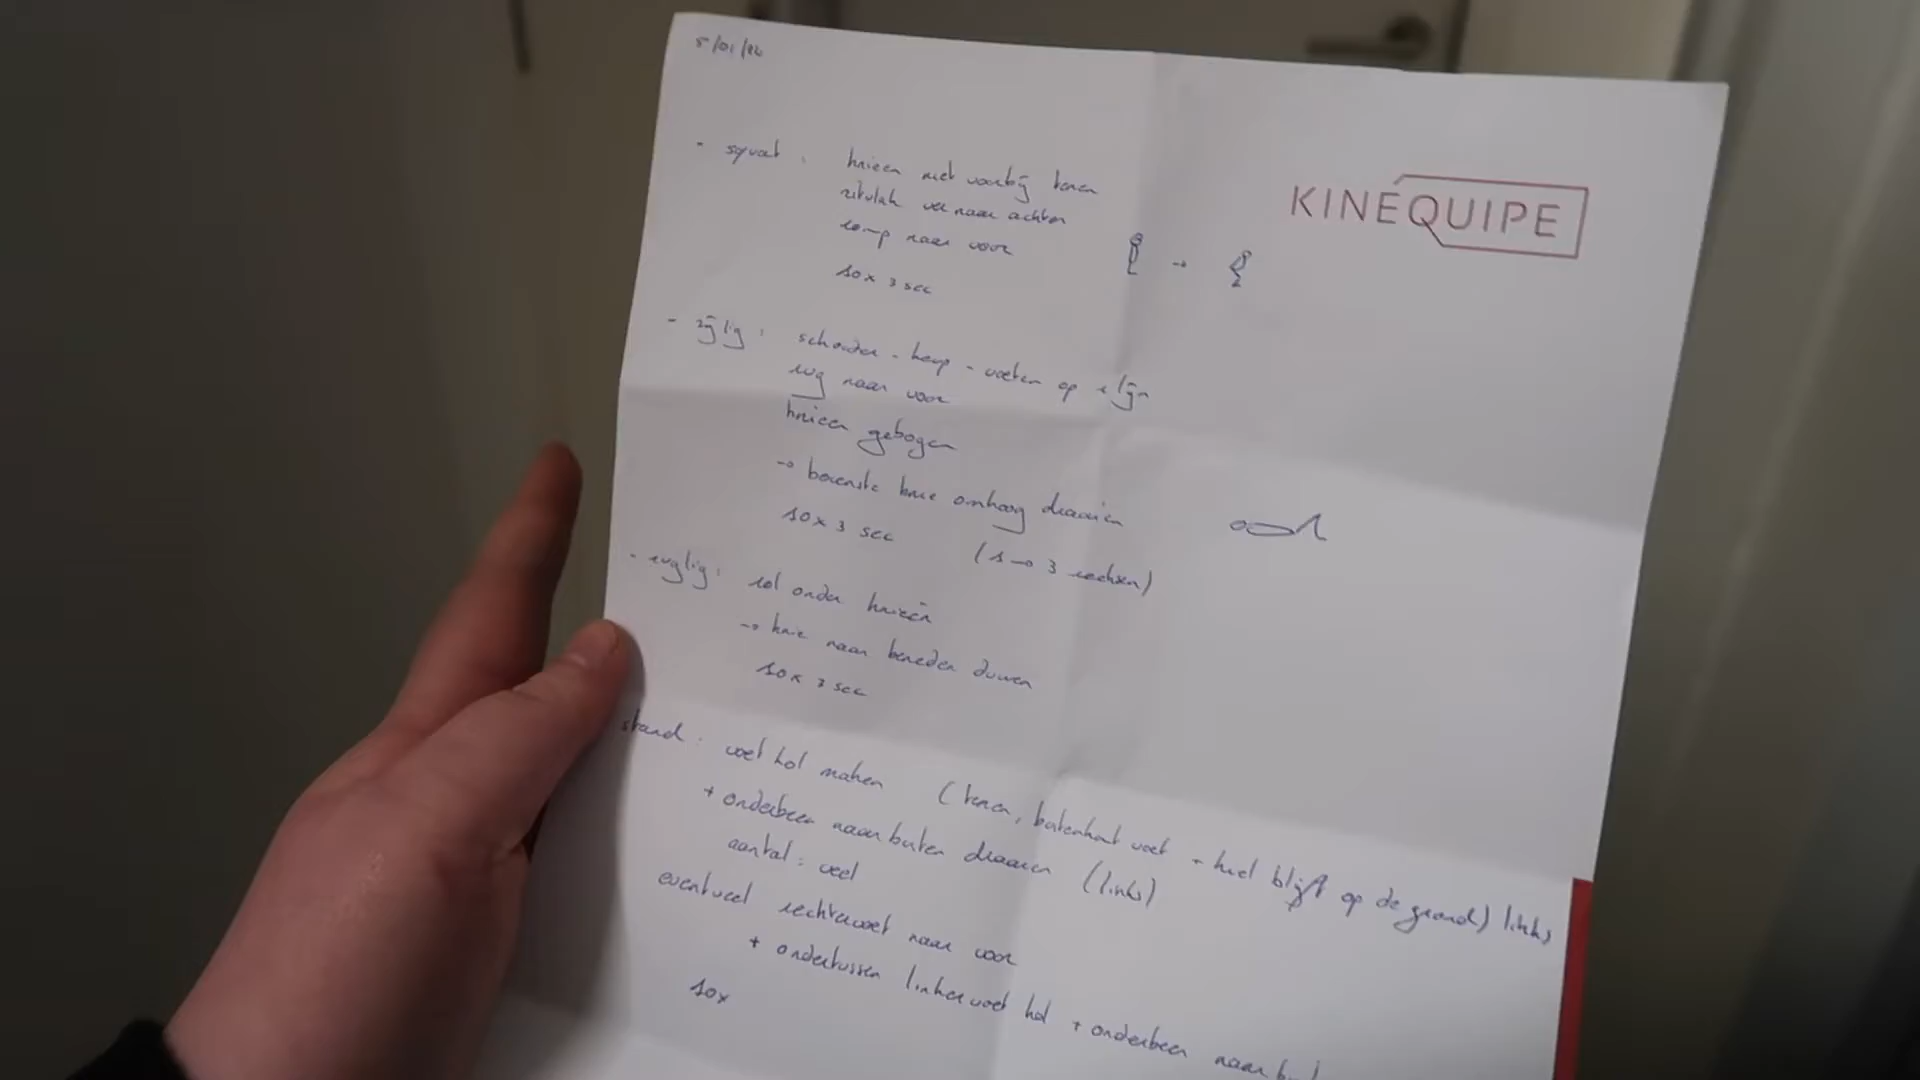 5/01/24
KINEQUIPE
- squat : knieën niet voorbij tenen
zitvlak ver naar achter
romp naar voor
10x 3 sec
- zijlig : schouder - heup - voeten op 1 lijn
rug naar voor
knieën gebogen
→ bovenste knie omhoog draaien
10x 3 sec (1 → 3 reeksen)
- ruglig : rol onder knieën
→ knie naar beneden duwen
10x 3 sec
stand : voet hol maken (tenen, buitenkant voet + hiel blijft op de grond) links
+ onderbeen naar buiten draaien (links)
aantal : veel
eventueel rechtervoet naar voor
+ ondertussen linkervoet hol + onderbeen naar
10x